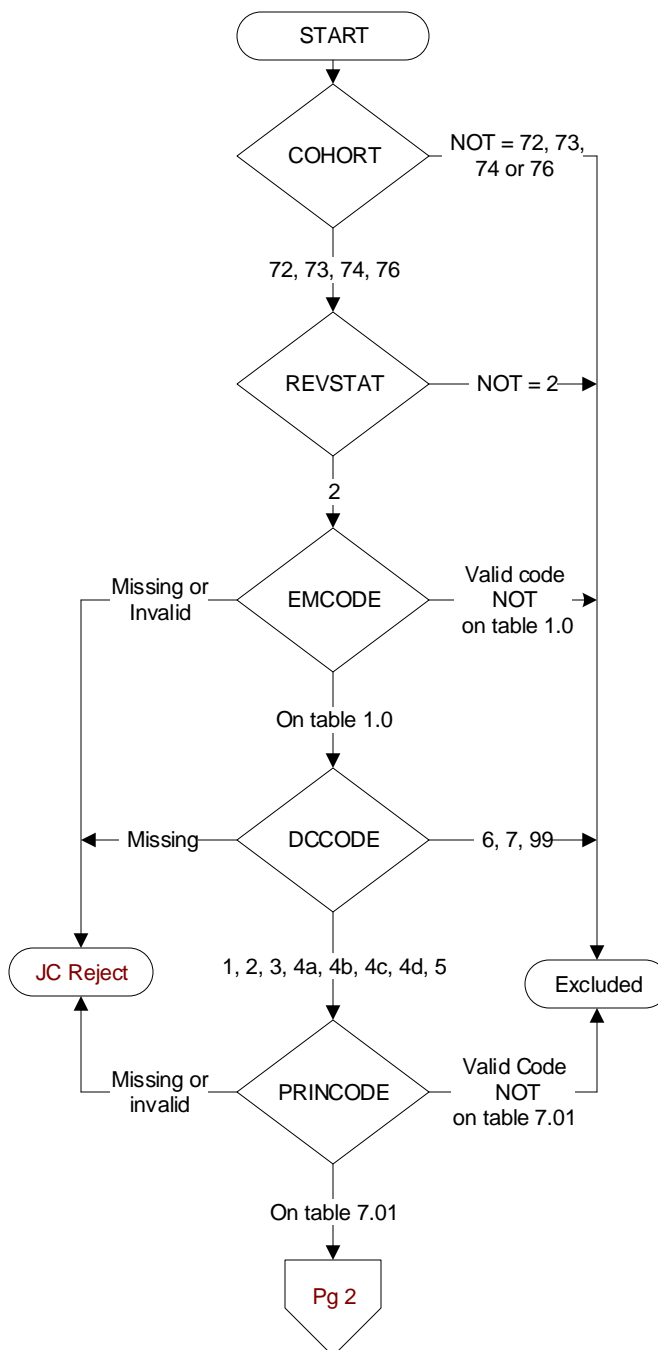 START
COHORT
NOT = 72, 73,
74 or 76
72, 73, 74, 76
REVSTAT
NOT = 2
2
Missing or
Invalid
EMCODE
Valid code
NOT
on table 1.0
On table 1.0
Missing
DCCODE
6, 7, 99
JC Reject
1, 2, 3, 4a, 4b, 4c, 4d, 5
Excluded
Missing or
invalid
PRINCODE
Valid Code
NOT
on table 7.01
On table 7.01
Pg 2